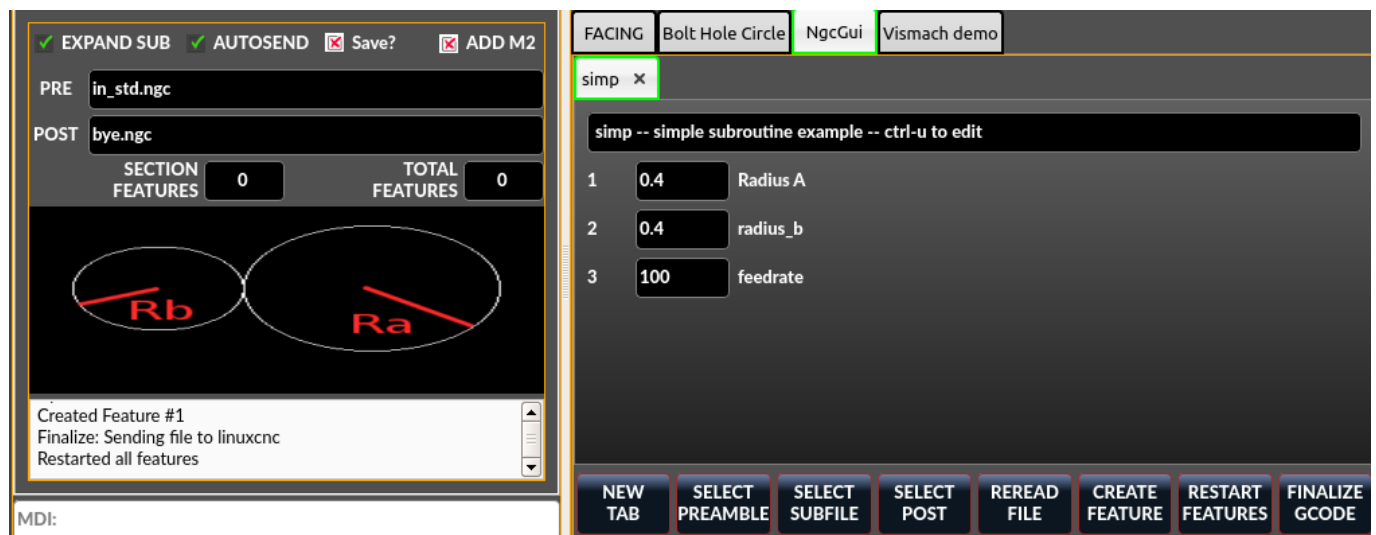 EXPAND SUB AUTOSEND Save? ADD M2
PRE in_std.ngc
POST bye.ngc
SECTION FEATURES 0 TOTAL FEATURES 0
Rb
Ra
Created Feature #1
Finalize: Sending file to linuxcnc
Restarted all features
MDI:
FACING Bolt Hole Circle NgcGui Vismach demo
simp ×
simp -- simple subroutine example -- ctrl-u to edit
1 0.4 Radius A
2 0.4 radius_b
3 100 feedrate
NEW TAB SELECT PREAMBLE SELECT SUBFILE SELECT POST REREAD FILE CREATE FEATURE RESTART FEATURES FINALIZE GCODE